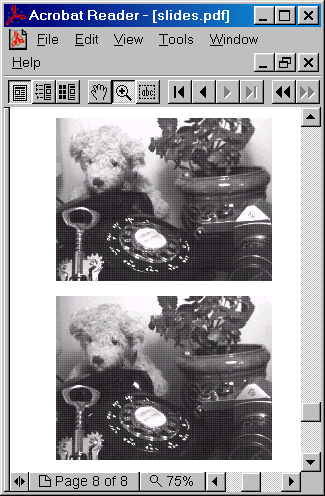 Acrobat Reader - [slides.pdf]
File Edit View Tools Window
Help
abc
Page 8 of 8 75%